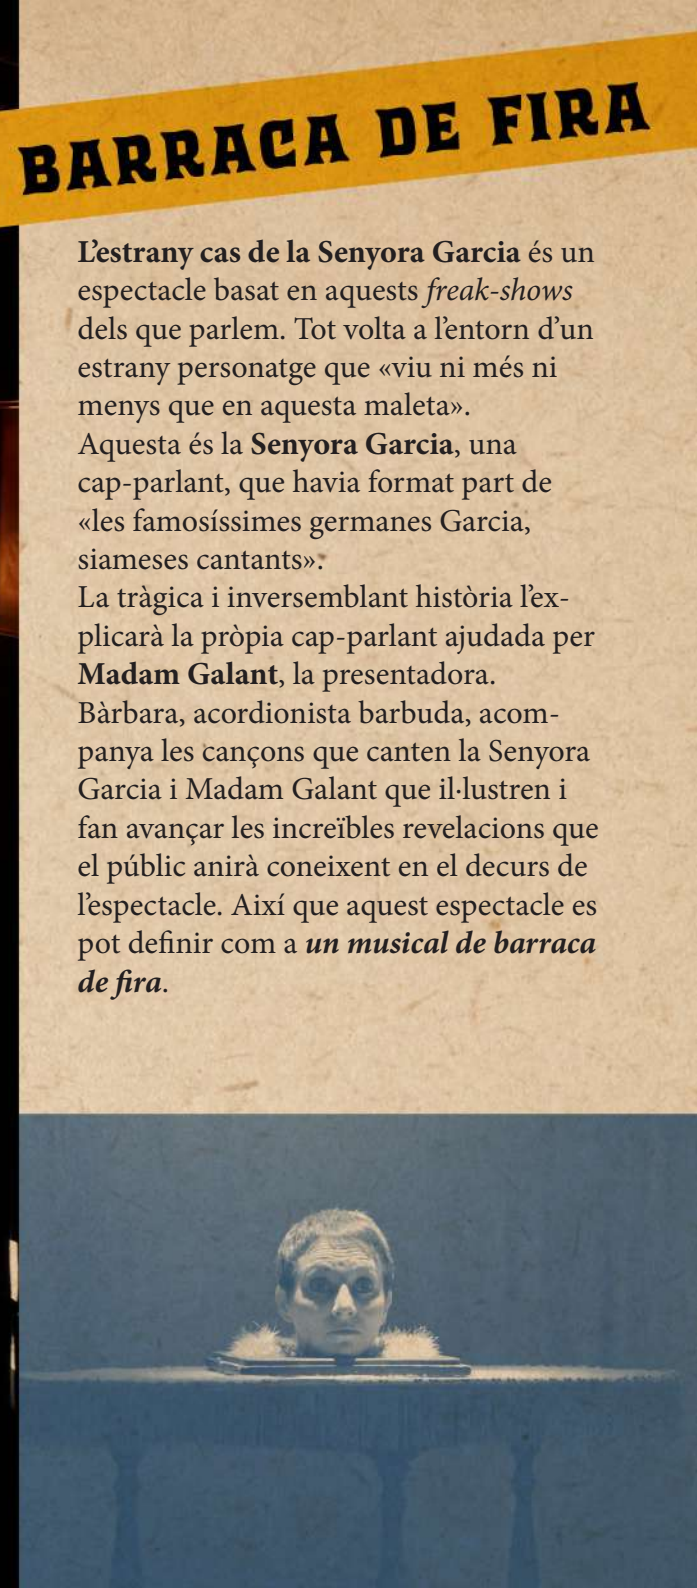 BARRACA DE FIRA
L'estrany cas de la Senyora Garcia és un
espectacle basat en aquests freak-shows
dels que parlem. Tot volta a l'entorn d'un
estrany personatge que «viu ni més ni
menys que en aquesta maleta».
Aquesta és la Senyora Garcia, una
cap-parlant, que havia format part de
«les famosíssimes germanes Garcia,
siameses cantants».
La tràgica i inversemblant història l'ex-
plicarà la pròpia cap-parlant ajudada per
Madam Galant, la presentadora.
Bàrbara, acordionista barbuda, acom-
panya les cançons que canten la Senyora
Garcia i Madam Galant que il·lustren i
fan avançar les increïbles revelacions que
el públic anirà coneixent en el decurs de
l'espectacle. Així que aquest espectacle es
pot definir com a un musical de barraca
de fira.